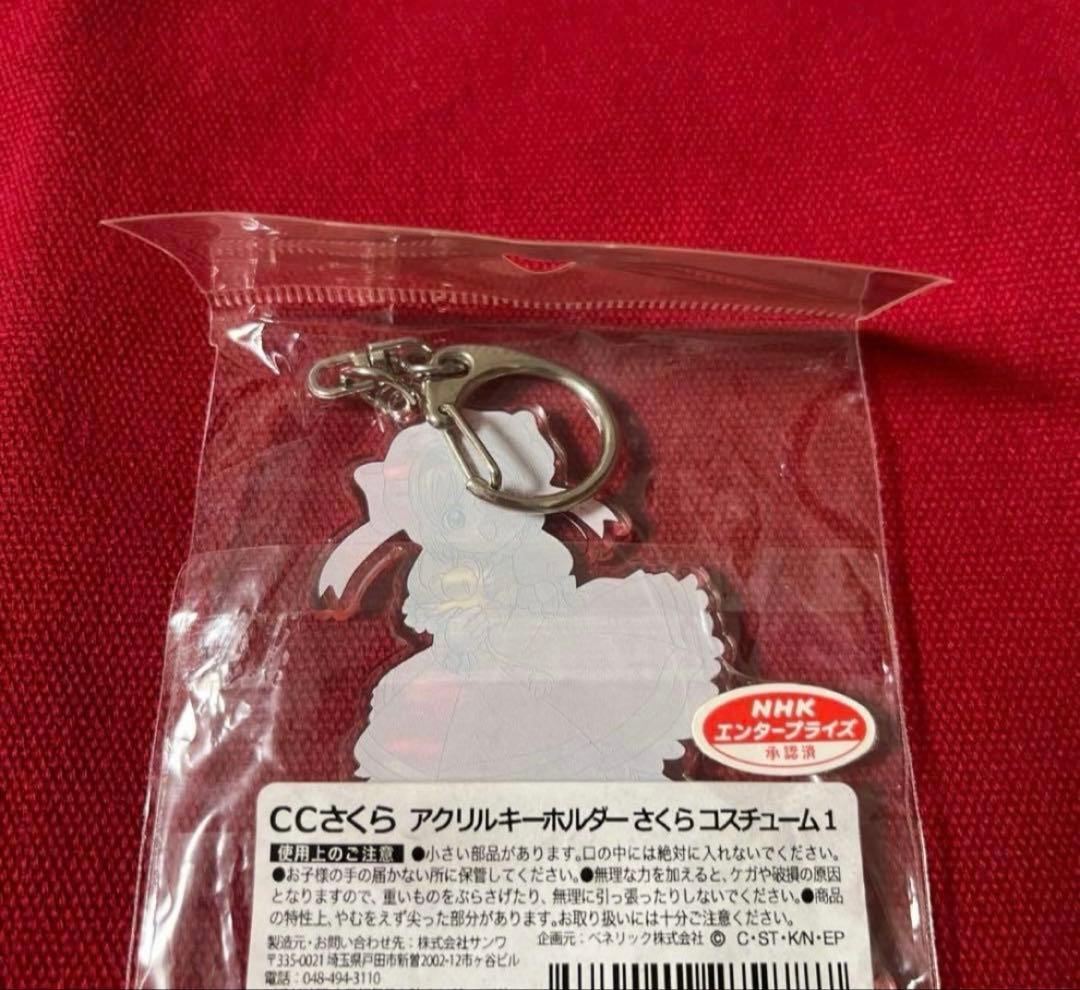 NHK
エンタープライズ
承認済
CCさくら アクリルキーホルダー さくら コスチューム1
使用上のご注意 ●小さい部品があります。口の中には絶対に入れないでください。
●お子様の手の届かない所に保管してください。●無理な力を加えると、ケガや破損の原因
となりますので、重いものをぶらさげたり、無理に引っ張ったりしないでください。●商品
の特性上、やむをえず尖った部分があります。お取り扱いには十分ご注意ください。
製造元・お問い合わせ先：株式会社サンワ 企画元：ベネリック株式会社 © C・ST・K/N・EP
〒335-0021 埼玉県戸田市新曽2002-12市ヶ谷ビル
電話：048-494-3110